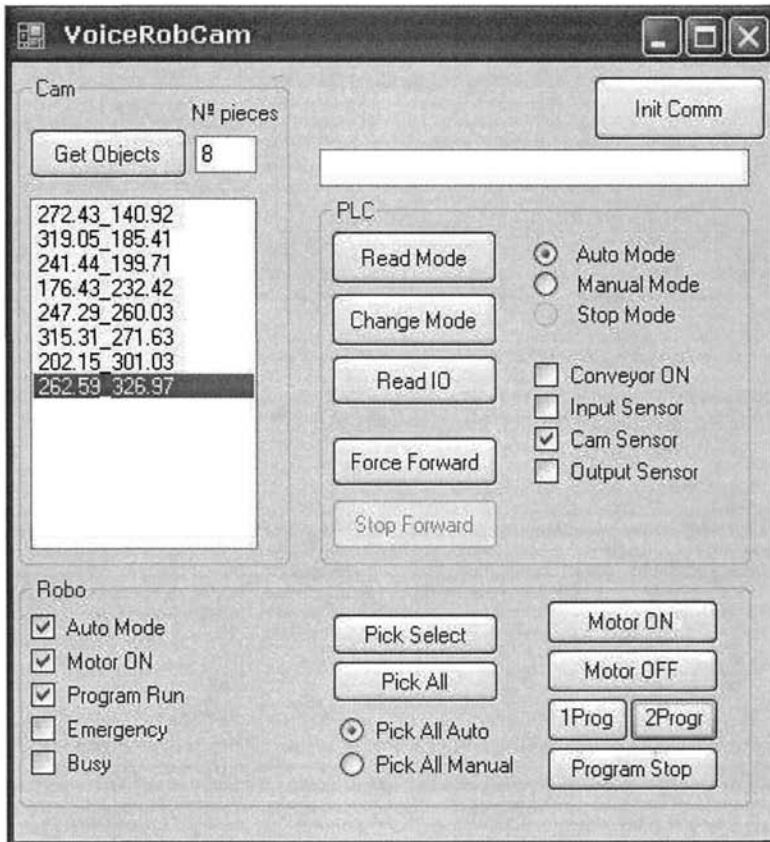 VoiceRobCam
Cam
Nº pieces
Get Objects
8
272.43_140.92
319.05_185.41
241.44_199.71
176.43_232.42
247.29_260.03
315.31_271.63
202.15_301.03
262.59_326.97
Init Comm
PLC
Read Mode
Change Mode
Read IO
Force Forward
Stop Forward
Auto Mode
Manual Mode
Stop Mode
Conveyor ON
Input Sensor
Cam Sensor
Output Sensor
Robo
Auto Mode
Motor ON
Program Run
Emergency
Busy
Pick Select
Pick All
Pick All Auto
Pick All Manual
Motor ON
Motor OFF
1Prog 2Progr
Program Stop